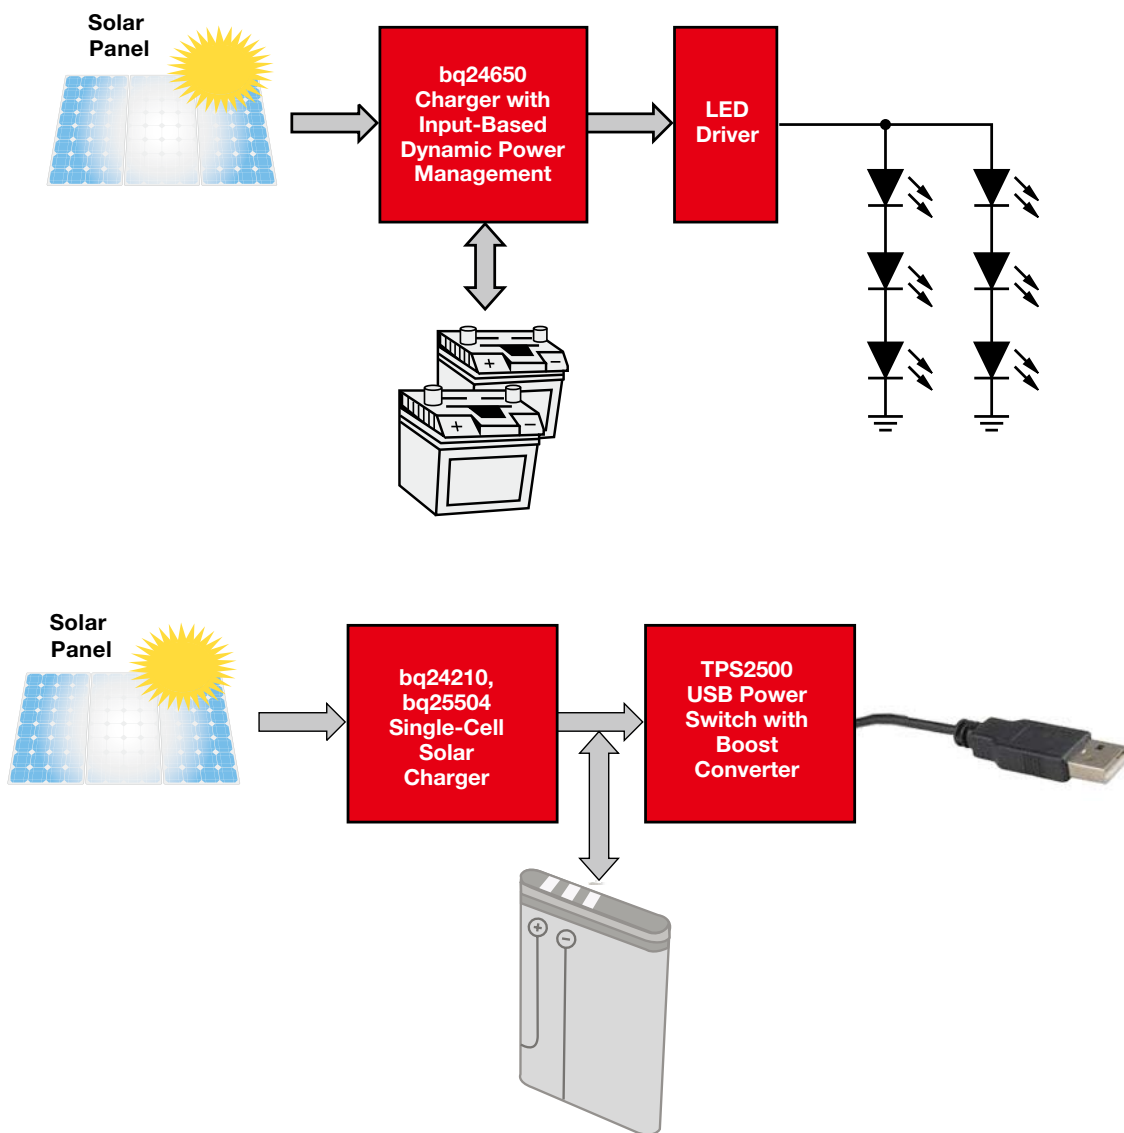 Solar
Panel
bq24650
Charger with
Input-Based
Dynamic Power
Management
LED
Driver
+ −
+ −
Solar
Panel
bq24210,
bq25504
Single-Cell
Solar
Charger
TPS2500
USB Power
Switch with
Boost
Converter
+ −